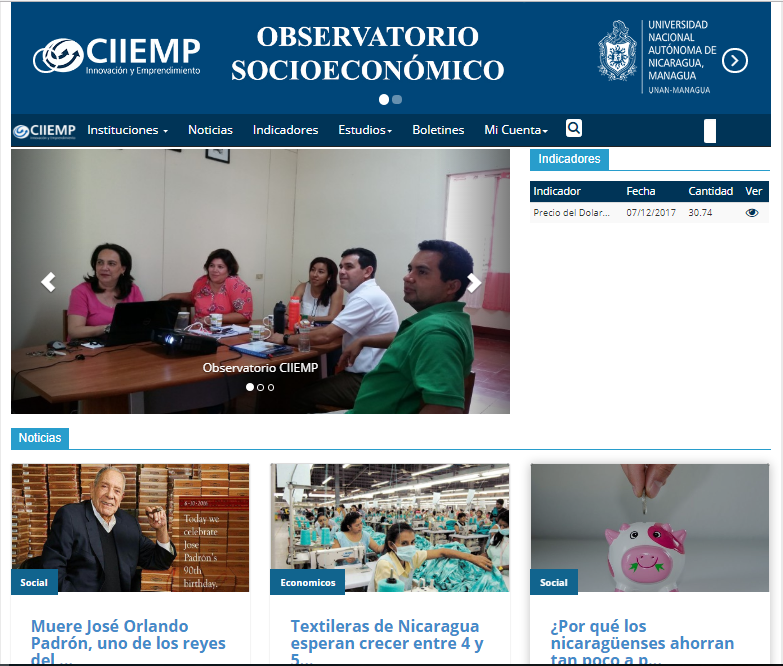 CIIEMP
Innovación y Emprendimiento
OBSERVATORIO
SOCIOECONÓMICO
UNIVERSIDAD
NACIONAL
AUTÓNOMA DE
NICARAGUA,
MANAGUA
UNAN-MANAGUA
CIIEMP
Instituciones
Noticias
Indicadores
Estudios
Boletines
Mi Cuenta
Observatorio CIIEMP
Indicadores
Indicador Fecha Cantidad Ver
Precio del Dolar... 07/12/2017 30.74
Noticias
6-10-2016
Today we
celebrate
Jose
Padrón's
90th
birthday.
Social
Muere José Orlando
Padrón, uno de los reyes
del ...
Economicos
Textileras de Nicaragua
esperan crecer entre 4 y
5...
Social
¿Por qué los
nicaragüenses ahorran
tan poco a p...